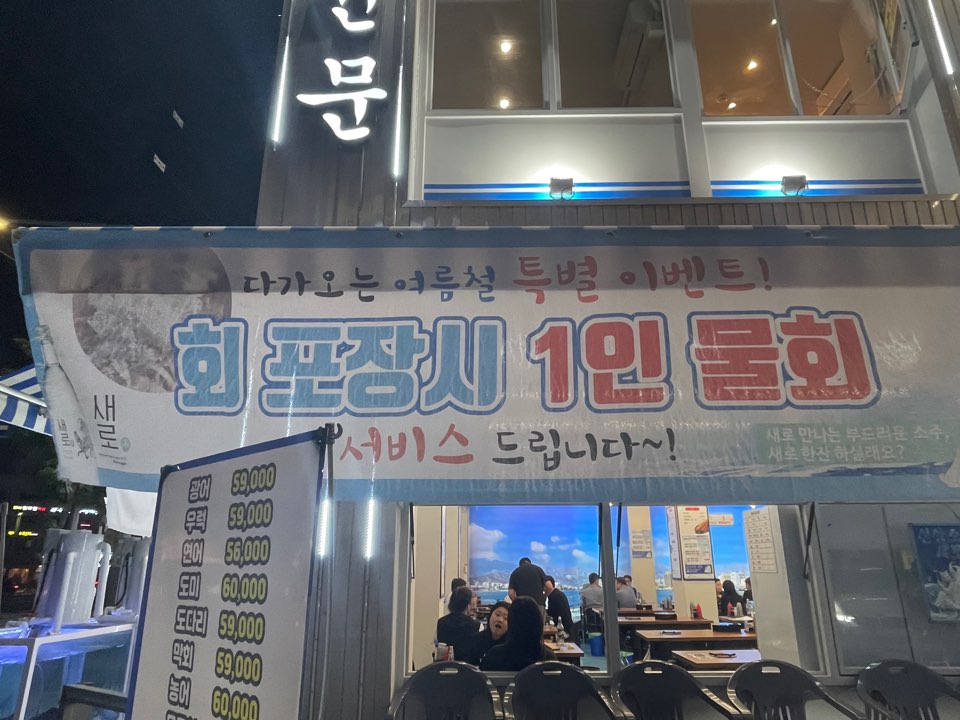 문
다가오는 여름철 특별 이벤트!
회 포장시 1인 물회
서비스 드립니다~!
새로
새로
새로 만나는 부드러운 소주,
새로 한잔 하실래요?
광어 59,000
우럭 59,000
연어 56,000
도미 60,000
도다리 59,000
막회 59,000
농어 60,000